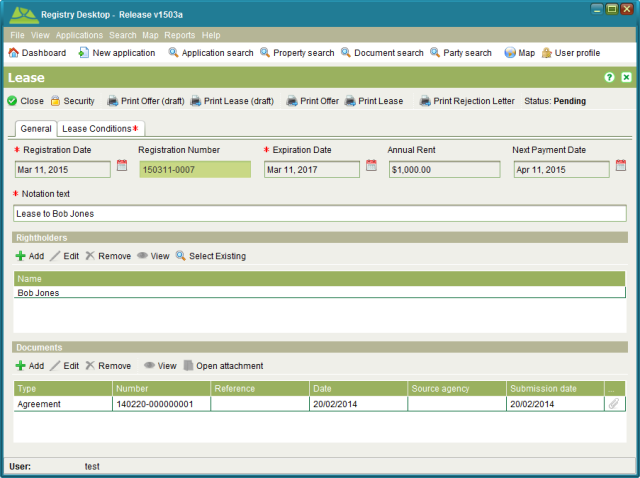 Registry Desktop - Release v1503a
File View Applications Search Map Reports Help
Dashboard New application Application search Property search Document search Party search Map User profile
Lease
Close Security Print Offer (draft) Print Lease (draft) Print Offer Print Lease Print Rejection Letter Status: Pending
General Lease Conditions*
* Registration Date Registration Number * Expiration Date Annual Rent Next Payment Date
Mar 11, 2015 150311-0007 Mar 11, 2017 $1,000.00 Apr 11, 2015
* Notation text
Lease to Bob Jones
Rightholders
Add Edit Remove View Select Existing
Name
Bob Jones
Documents
Add Edit Remove View Open attachment
Type Number Reference Date Source agency Submission date ...
Agreement 140220-000000001 20/02/2014 20/02/2014
User: test